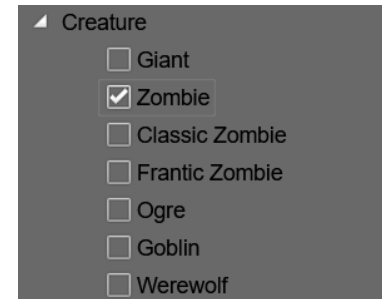 Creature
Giant
Zombie
Classic Zombie
Frantic Zombie
Ogre
Goblin
Werewolf